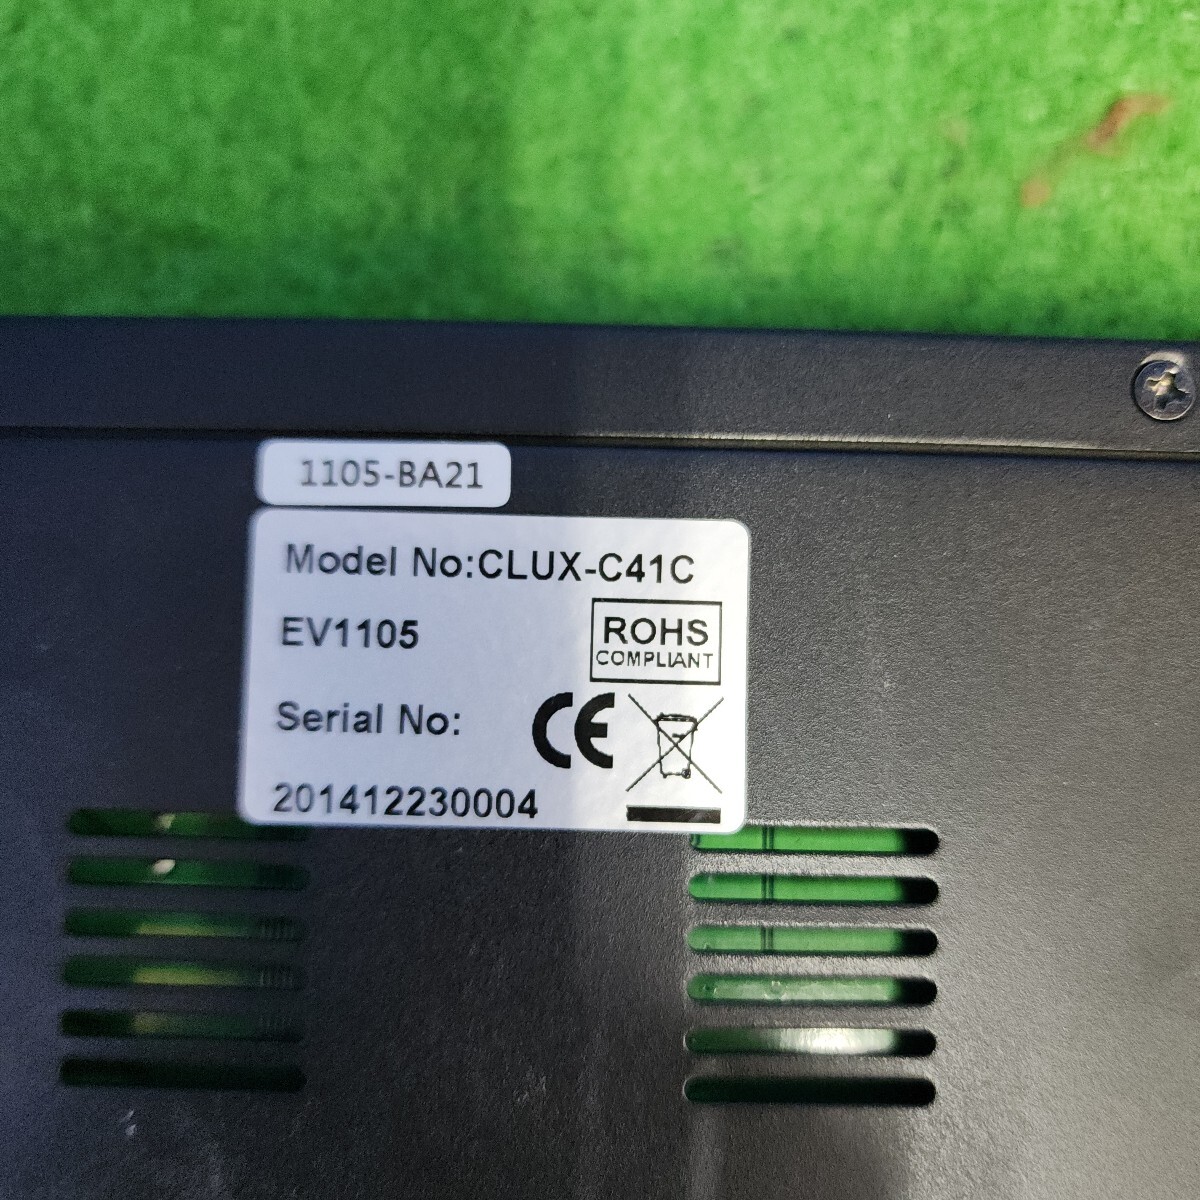 1105-BA21
Model No:CLUX-C41C
EV1105
ROHS
COMPLIANT
Serial No:
CE
201412230004